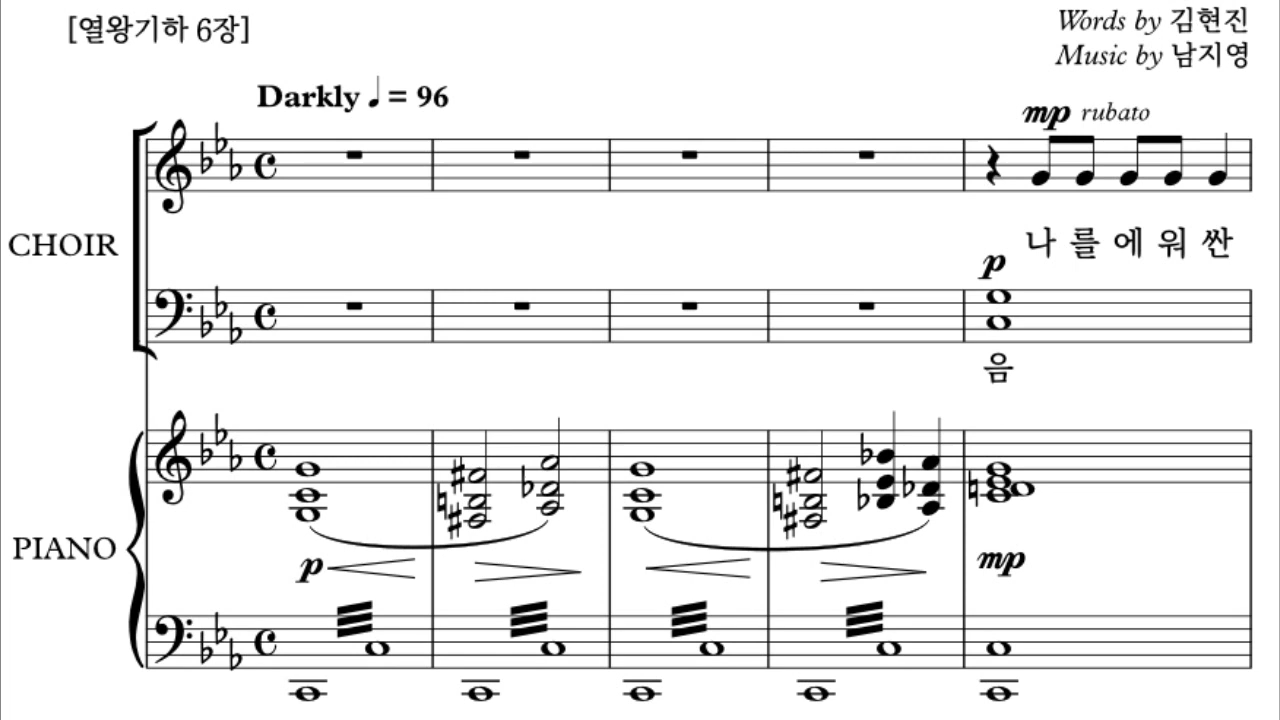 [열왕기하 6장]
Words by 김현진
Music by 남지영
Darkly ♩= 96
mp rubato
CHOIR
나 를 에 워 싼
p
음
PIANO
p
mp